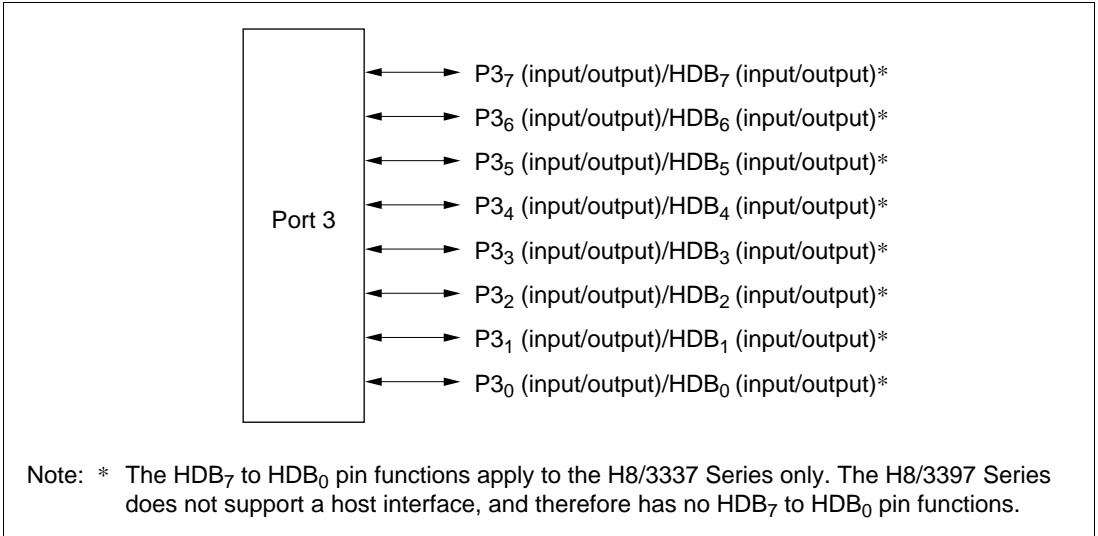 P3₇ (input/output)/HDB₇ (input/output)*
P3₆ (input/output)/HDB₆ (input/output)*
P3₅ (input/output)/HDB₅ (input/output)*
P3₄ (input/output)/HDB₄ (input/output)*
Port 3
P3₃ (input/output)/HDB₃ (input/output)*
P3₂ (input/output)/HDB₂ (input/output)*
P3₁ (input/output)/HDB₁ (input/output)*
P3₀ (input/output)/HDB₀ (input/output)*
Note: * The HDB₇ to HDB₀ pin functions apply to the H8/3337 Series only. The H8/3397 Series
does not support a host interface, and therefore has no HDB₇ to HDB₀ pin functions.